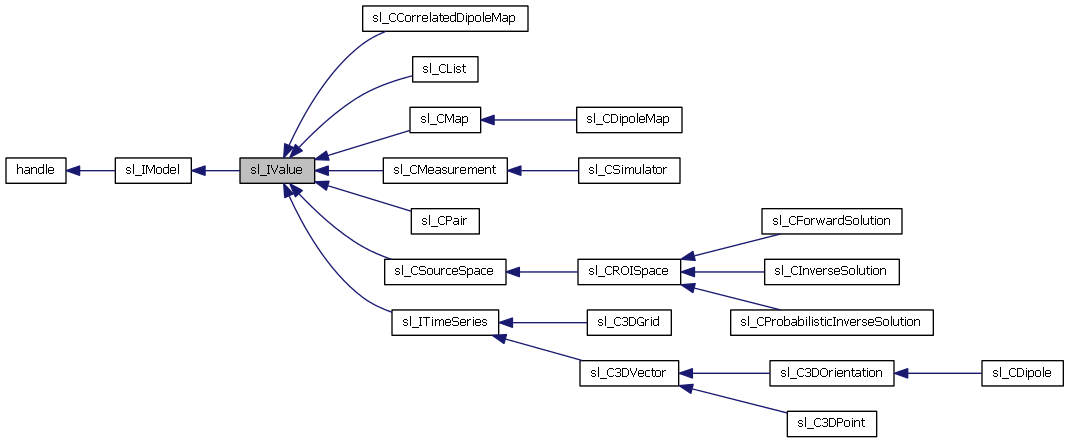 sl_CCorrelatedDipoleMap
sl_CList
sl_CMap
sl_CDipoleMap
handle
sl_IModel
sl_IValue
sl_CMeasurement
sl_CSimulator
sl_CPair
sl_CForwardSolution
sl_CSourceSpace
sl_CROISpace
sl_CInverseSolution
sl_CProbabilisticInverseSolution
sl_ITimeSeries
sl_C3DGrid
sl_C3DVector
sl_C3DOrientation
sl_CDipole
sl_C3DPoint